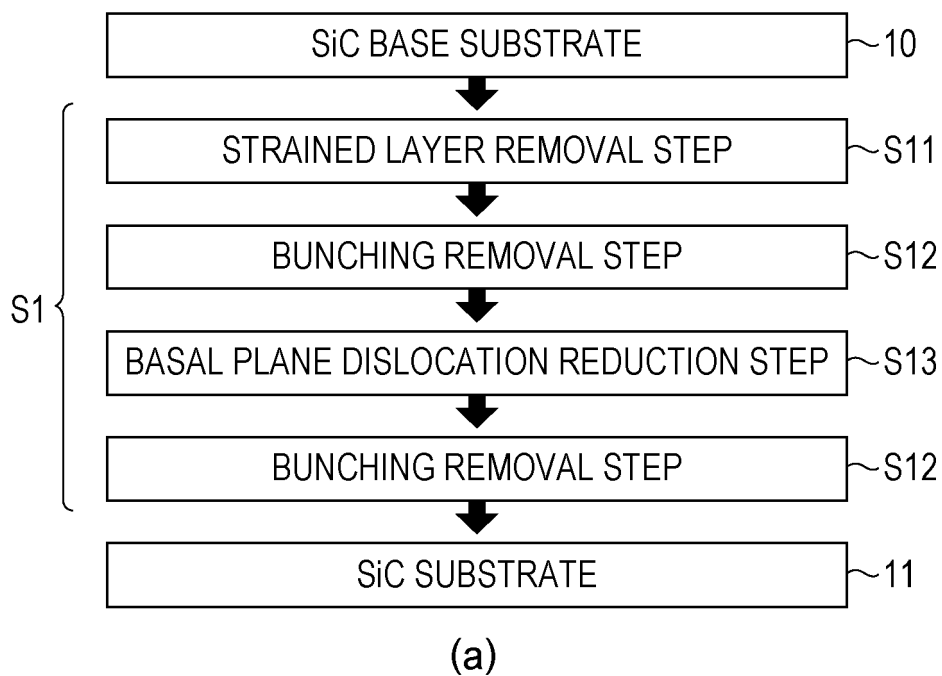 SiC BASE SUBSTRATE 10
STRAINED LAYER REMOVAL STEP S11
BUNCHING REMOVAL STEP S12
S1
BASAL PLANE DISLOCATION REDUCTION STEP S13
BUNCHING REMOVAL STEP S12
SiC SUBSTRATE 11
(a)